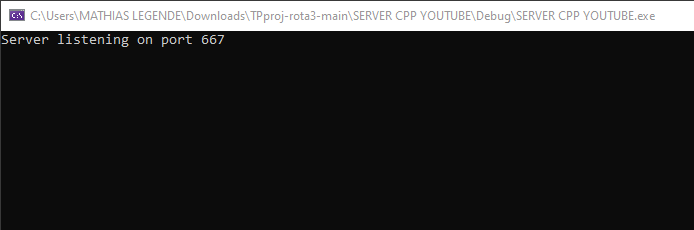 C:\Users\MATHIAS LEGENDE\Downloads\TPproj-rota3-main\SERVER CPP YOUTUBE\Debug\SERVER CPP YOUTUBE.exe
Server listening on port 667